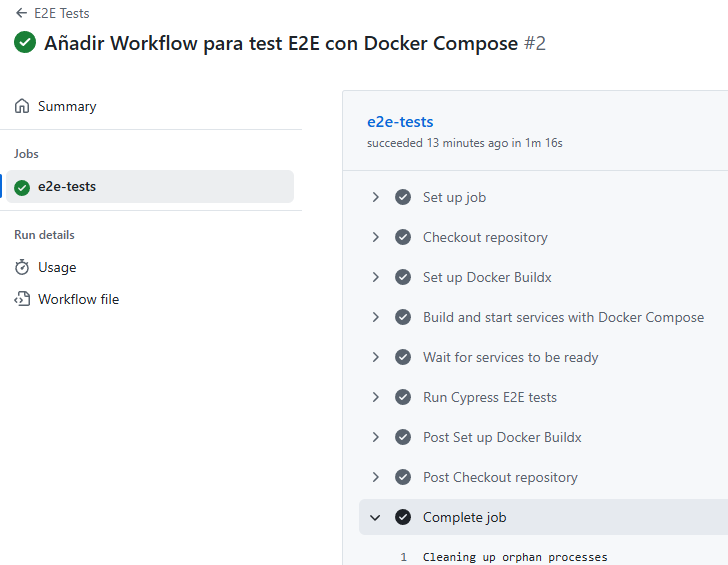 E2E Tests
Añadir Workflow para test E2E con Docker Compose #2
Summary
Jobs
e2e-tests
Run details
Usage
Workflow file
e2e-tests
succeeded 13 minutes ago in 1m 16s
Set up job
Checkout repository
Set up Docker Buildx
Build and start services with Docker Compose
Wait for services to be ready
Run Cypress E2E tests
Post Set up Docker Buildx
Post Checkout repository
Complete job
1 Cleaning up orphan processes